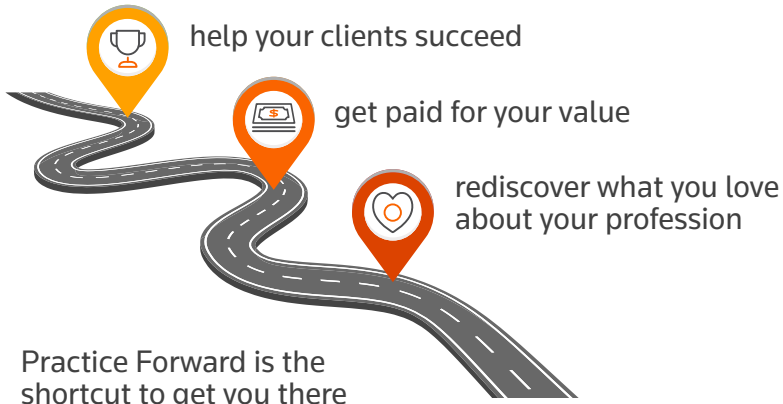 help your clients succeed
get paid for your value
$
rediscover what you love
about your profession
Practice Forward is the
shortcut to get you there